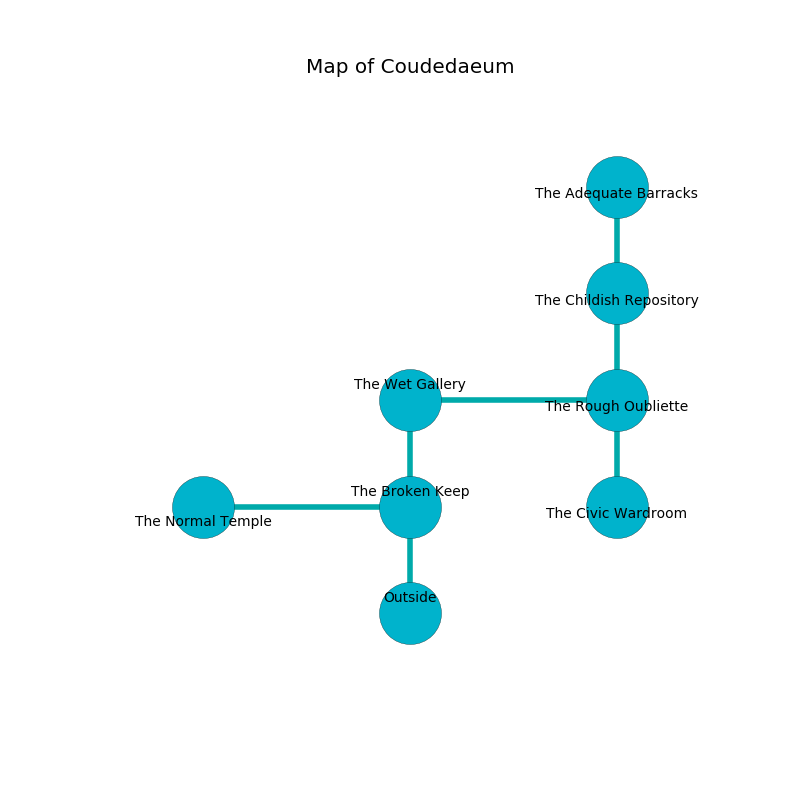 Map of Coudedaeum
The Adequate Barracks
The Childish Repository
The Wet Gallery
The Rough Oubliette
The Broken Keep
The Civic Wardroom
The Normal Temple
Outside